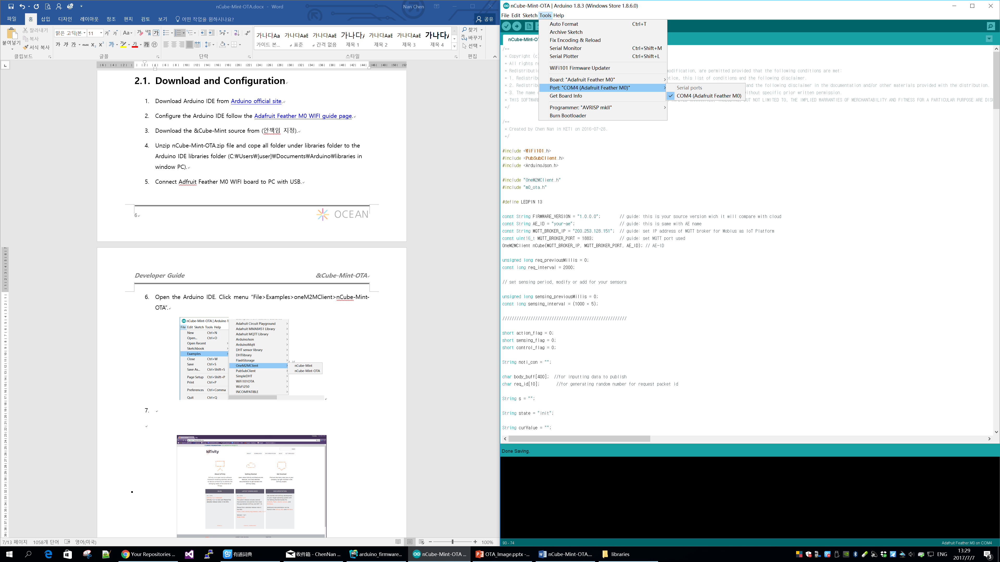 nCube-Mint-OTA.docx - Word
Nan Chen
파일 홈 삽입 디자인 레이아웃 참조 편지 검토 보기 어떤 작업을 원하시나요?
공유
붙여넣기
잘라내기
복사
서식 복사
클립보드
맑은 고딕(본 11
글꼴
단락
가나다Aa 가나다AaE 가나다AaE 가나다 가나다AaE 가나다AaE 가나다
가이드 본... 표준 간격 없음 제목 1 제목 2 제목 3 제목 4
스타일
찾기
바꾸기
선택
편집
2.1. Download and Configuration
1. Download Arduino IDE from Arduino official site.
2. Configure the Arduino IDE follow the Adafruit Feather M0 WIFI guide page.
3. Download the &Cube-Mint source from (안책임 지정).
4. Unzip nCube-Mint-OTA.zip file and cope all folder under libraries folder to the
Arduino IDE libraries folder (C:₩Users₩[user]₩Documents₩Arduino₩libraries in
window PC).
5. Connect Adfruit Feather M0 WIFI board to PC with USB.
6
OCEAN
Developer Guide &Cube-Mint-OTA
6. Open the Arduino IDE. Click menu “File>Examples>oneM2MClient>nCube-Mint-
OTA“.
nCube-Mint-OTA | Arduino 1
File Edit Sketch Tools Help
New Ctrl+N
Open... Ctrl+O
Open Recent
Sketchbook
Examples
Close Ctrl+W
Save Ctrl+S
Save As... Ctrl+Shift+S
Page Setup Ctrl+Shift+P
Print Ctrl+P
Preferences Ctrl+Comma
Quit Ctrl+Q
Adafruit Circuit Playground
Adafruit MMA8451 Library
Adafruit MQTT Library
ArduinoJson
ArduinoMqtt
DHT sensor library
DHTlibrary
FlashStorage
OneM2MClient
PubSubClient
SimpleDHT
WiFi101OTA
WizFi250
INCOMPATIBLE
nCube-Mint
nCube-Mint-OTA
7.
IoTivity
About IoTivity
Getting Started
Get Involved
BLOG
LATEST DOWNLOADS
DOCUMENTATION
7/13 페이지 1058개 단어 영어(미국)
100%
nCube-Mint-OTA | Arduino 1.8.3 (Windows Store 1.8.6.0)
File Edit Sketch Tools Help
Auto Format Ctrl+T
Archive Sketch
Fix Encoding & Reload
Serial Monitor Ctrl+Shift+M
Serial Plotter Ctrl+Shift+L
WiFi101 Firmware Updater
Board: "Adafruit Feather M0"
Port: "COM4 (Adafruit Feather M0)"
Get Board Info
Programmer: "AVRISP mkII"
Burn Bootloader
Serial ports
COM4 (Adafruit Feather M0)
nCube-Mint-OT
/**
* Copyright (c)
* All rights re
* Redistributio modification, are permitted provided that the following conditions are met:
* 1. Redistribut otice, this list of conditions and the following disclaimer.
* 2. Redistribut and the following disclaimer in the documentation and/or other materials provided with the distribution.
* 3. The name o ithout specific prior written permission.
* THIS SOFTWARE BUT NOT LIMITED TO, THE IMPLIED WARRANTIES OF MERCHANTABILITY AND FITNESS FOR A PARTICULAR PURPOSE ARE DISC
*/
/**
* Created by Chen Nan in KETI on 2016-07-28.
*/
#include <WiFi101.h>
#include <PubSubClient.h>
#include <ArduinoJson.h>
#include "OneM2MClient.h"
#include "m0_ota.h"
#define LEDPIN 13
const String FIRMWARE_VERSION = "1.0.0.0"; // guide: this is your source version wich it will compare with cloud
const String AE_ID = "your-ae"; // guide: this is same with AE name
const String MQTT_BROKER_IP = "203.253.128.151"; // guide: set IP address of MQTT broker for Mobius as IoT Platform
const uint16_t MQTT_BROKER_PORT = 1883; // guide: set MQTT port used
OneM2MClient nCube(MQTT_BROKER_IP, MQTT_BROKER_PORT, AE_ID); // AE-ID
unsigned long req_previousMillis = 0;
const long req_interval = 2000;
// set sensing period, modify or add for your sensors
unsigned long sensing_previousMillis = 0;
const long sensing_interval = (1000 * 5);
/////////////////////////////////////////////////////
short action_flag = 0;
short sensing_flag = 0;
short control_flag = 0;
String noti_con = "";
char body_buff[400]; //for inputting data to publish
char req_id[10]; //for generating random number for request packet id
String s = "";
String state = "init";
String curValue = "";
Done Saving.
90 - 74
Adafruit Feather M0 on COM4
Your Repositories ...
有道词典
收件箱 - ChenNan ...
arduino_firmware...
nCube-Mint-OTA ...
OTA_Image.pptx -...
nCube-Mint-OTA....
libraries
ENG
13:29
2017/7/7
3